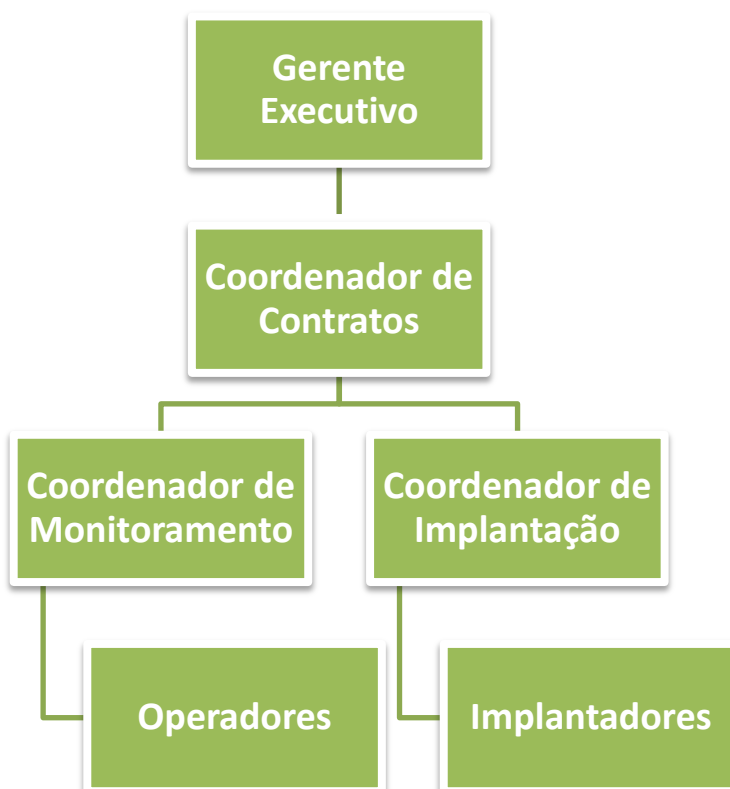 Gerente
Executivo
Coordenador de
Contratos
Coordenador de
Monitoramento
Coordenador de
Implantação
Operadores
Implantadores